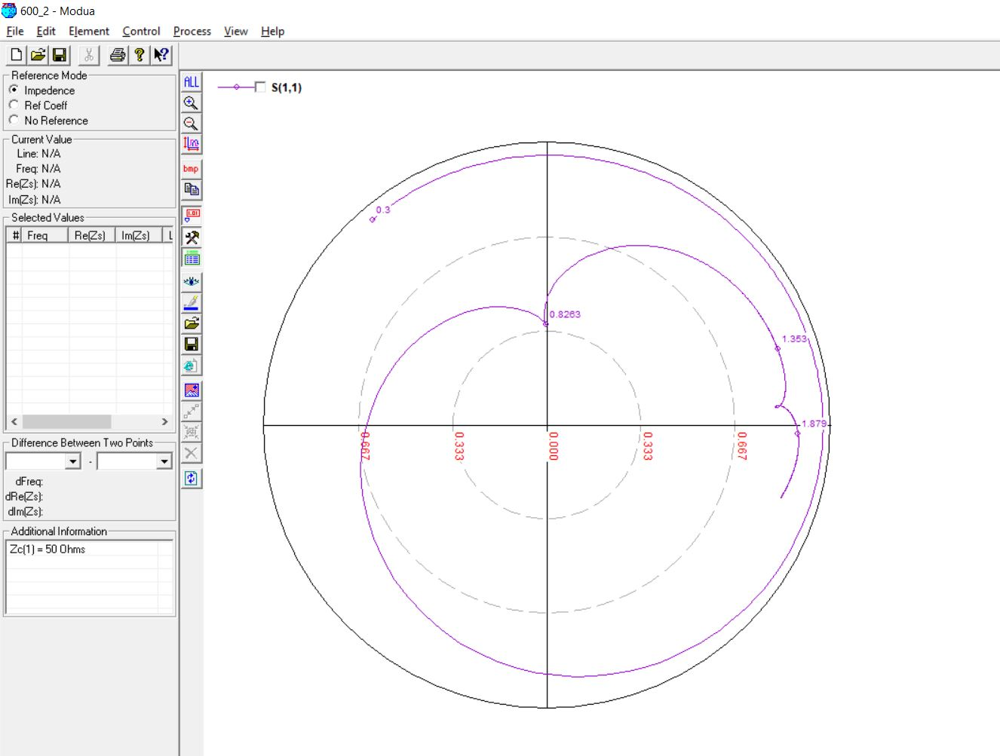 600_2 - Modua
File Edit Element Control Process View Help
Reference Mode
Impedence
Ref Coeff
No Reference
Current Value
Line: N/A
Freq: N/A
Re(Zs): N/A
Im(Zs): N/A
Selected Values
# Freq Re(Zs) Im(Zs) L
Difference Between Two Points
-
dFreq:
dRe(Zs):
dIm(Zs):
Additional Information
Zc(1) = 50 Ohms
ALL
bmp
1.01
S(1,1)
0.3
0.8263
1.353
1.879
0.667 0.333 0.000 0.333 0.667